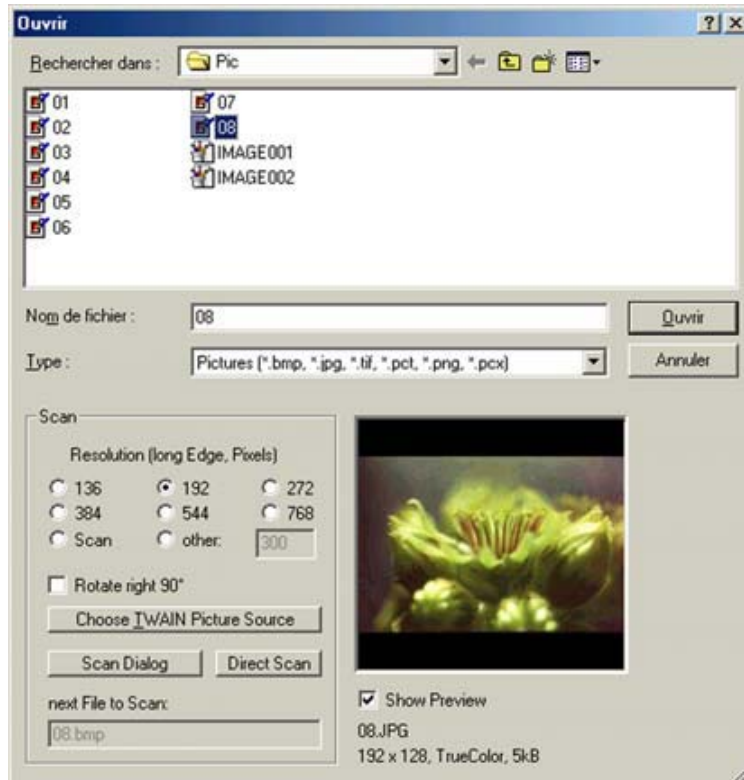 Ouvrir
Rechercher dans : Pic
01 07
02 08
03 IMAGE001
04 IMAGE002
05
06
Nom de fichier : 08 Ouvrir
Type : Pictures (*.bmp, *.jpg, *.tif, *.pct, *.png, *.pcx) Annuler
Scan
Resolution (long Edge, Pixels)
136 192 272
384 544 768
Scan other: 300
Rotate right 90°
Choose TWAIN Picture Source
Scan Dialog Direct Scan
next File to Scan:
08.bmp
Show Preview
08.JPG
192 x 128, TrueColor, 5kB